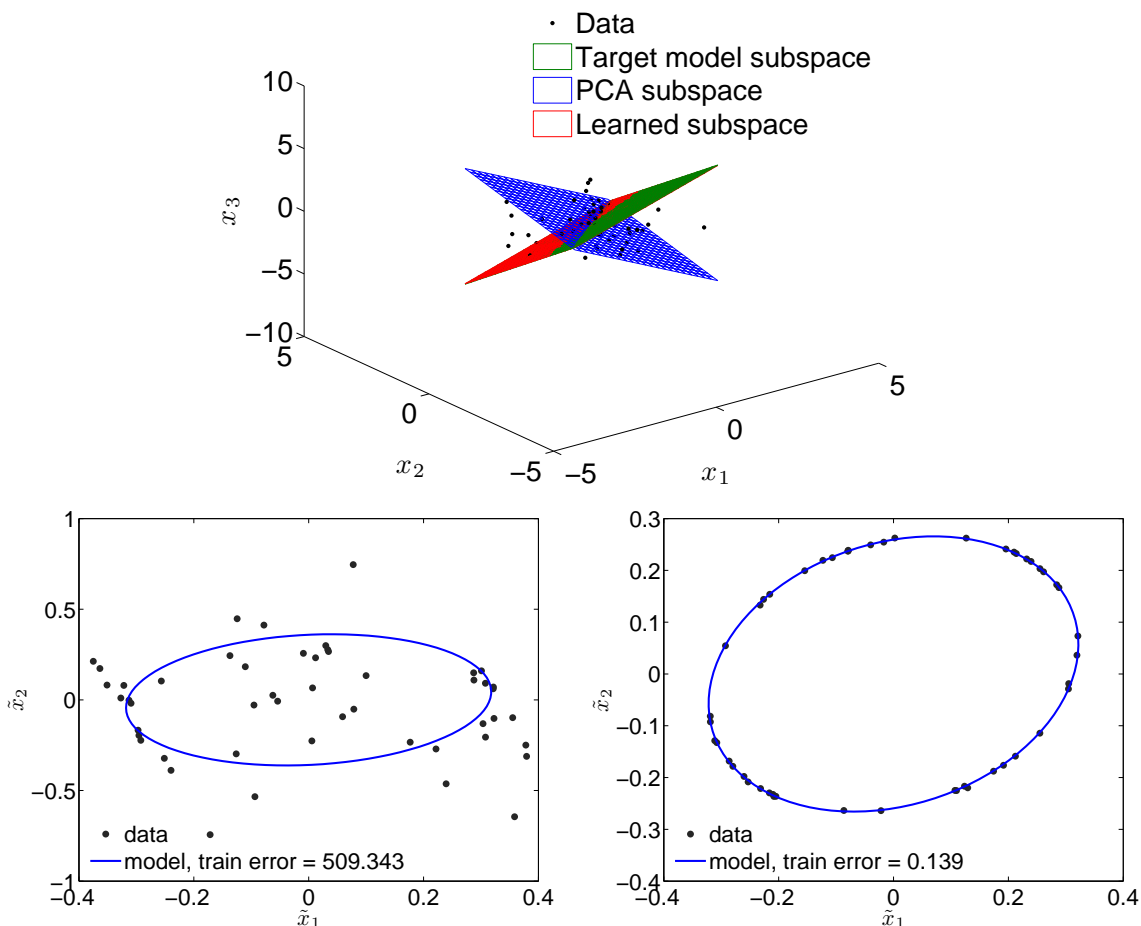 Data
Target model subspace
PCA subspace
Learned subspace
10
5
0
−5
−10
x3
5
0
−5
x2
−5
0
5
x1
1
0.5
0
−0.5
−1
x̃2
data
model, train error = 509.343
−0.4 −0.2 0 0.2 0.4
x̃1
0.3
0.2
0.1
0
−0.1
−0.2
−0.3
−0.4
x̃2
data
model, train error = 0.139
−0.4 −0.2 0 0.2 0.4
x̃1